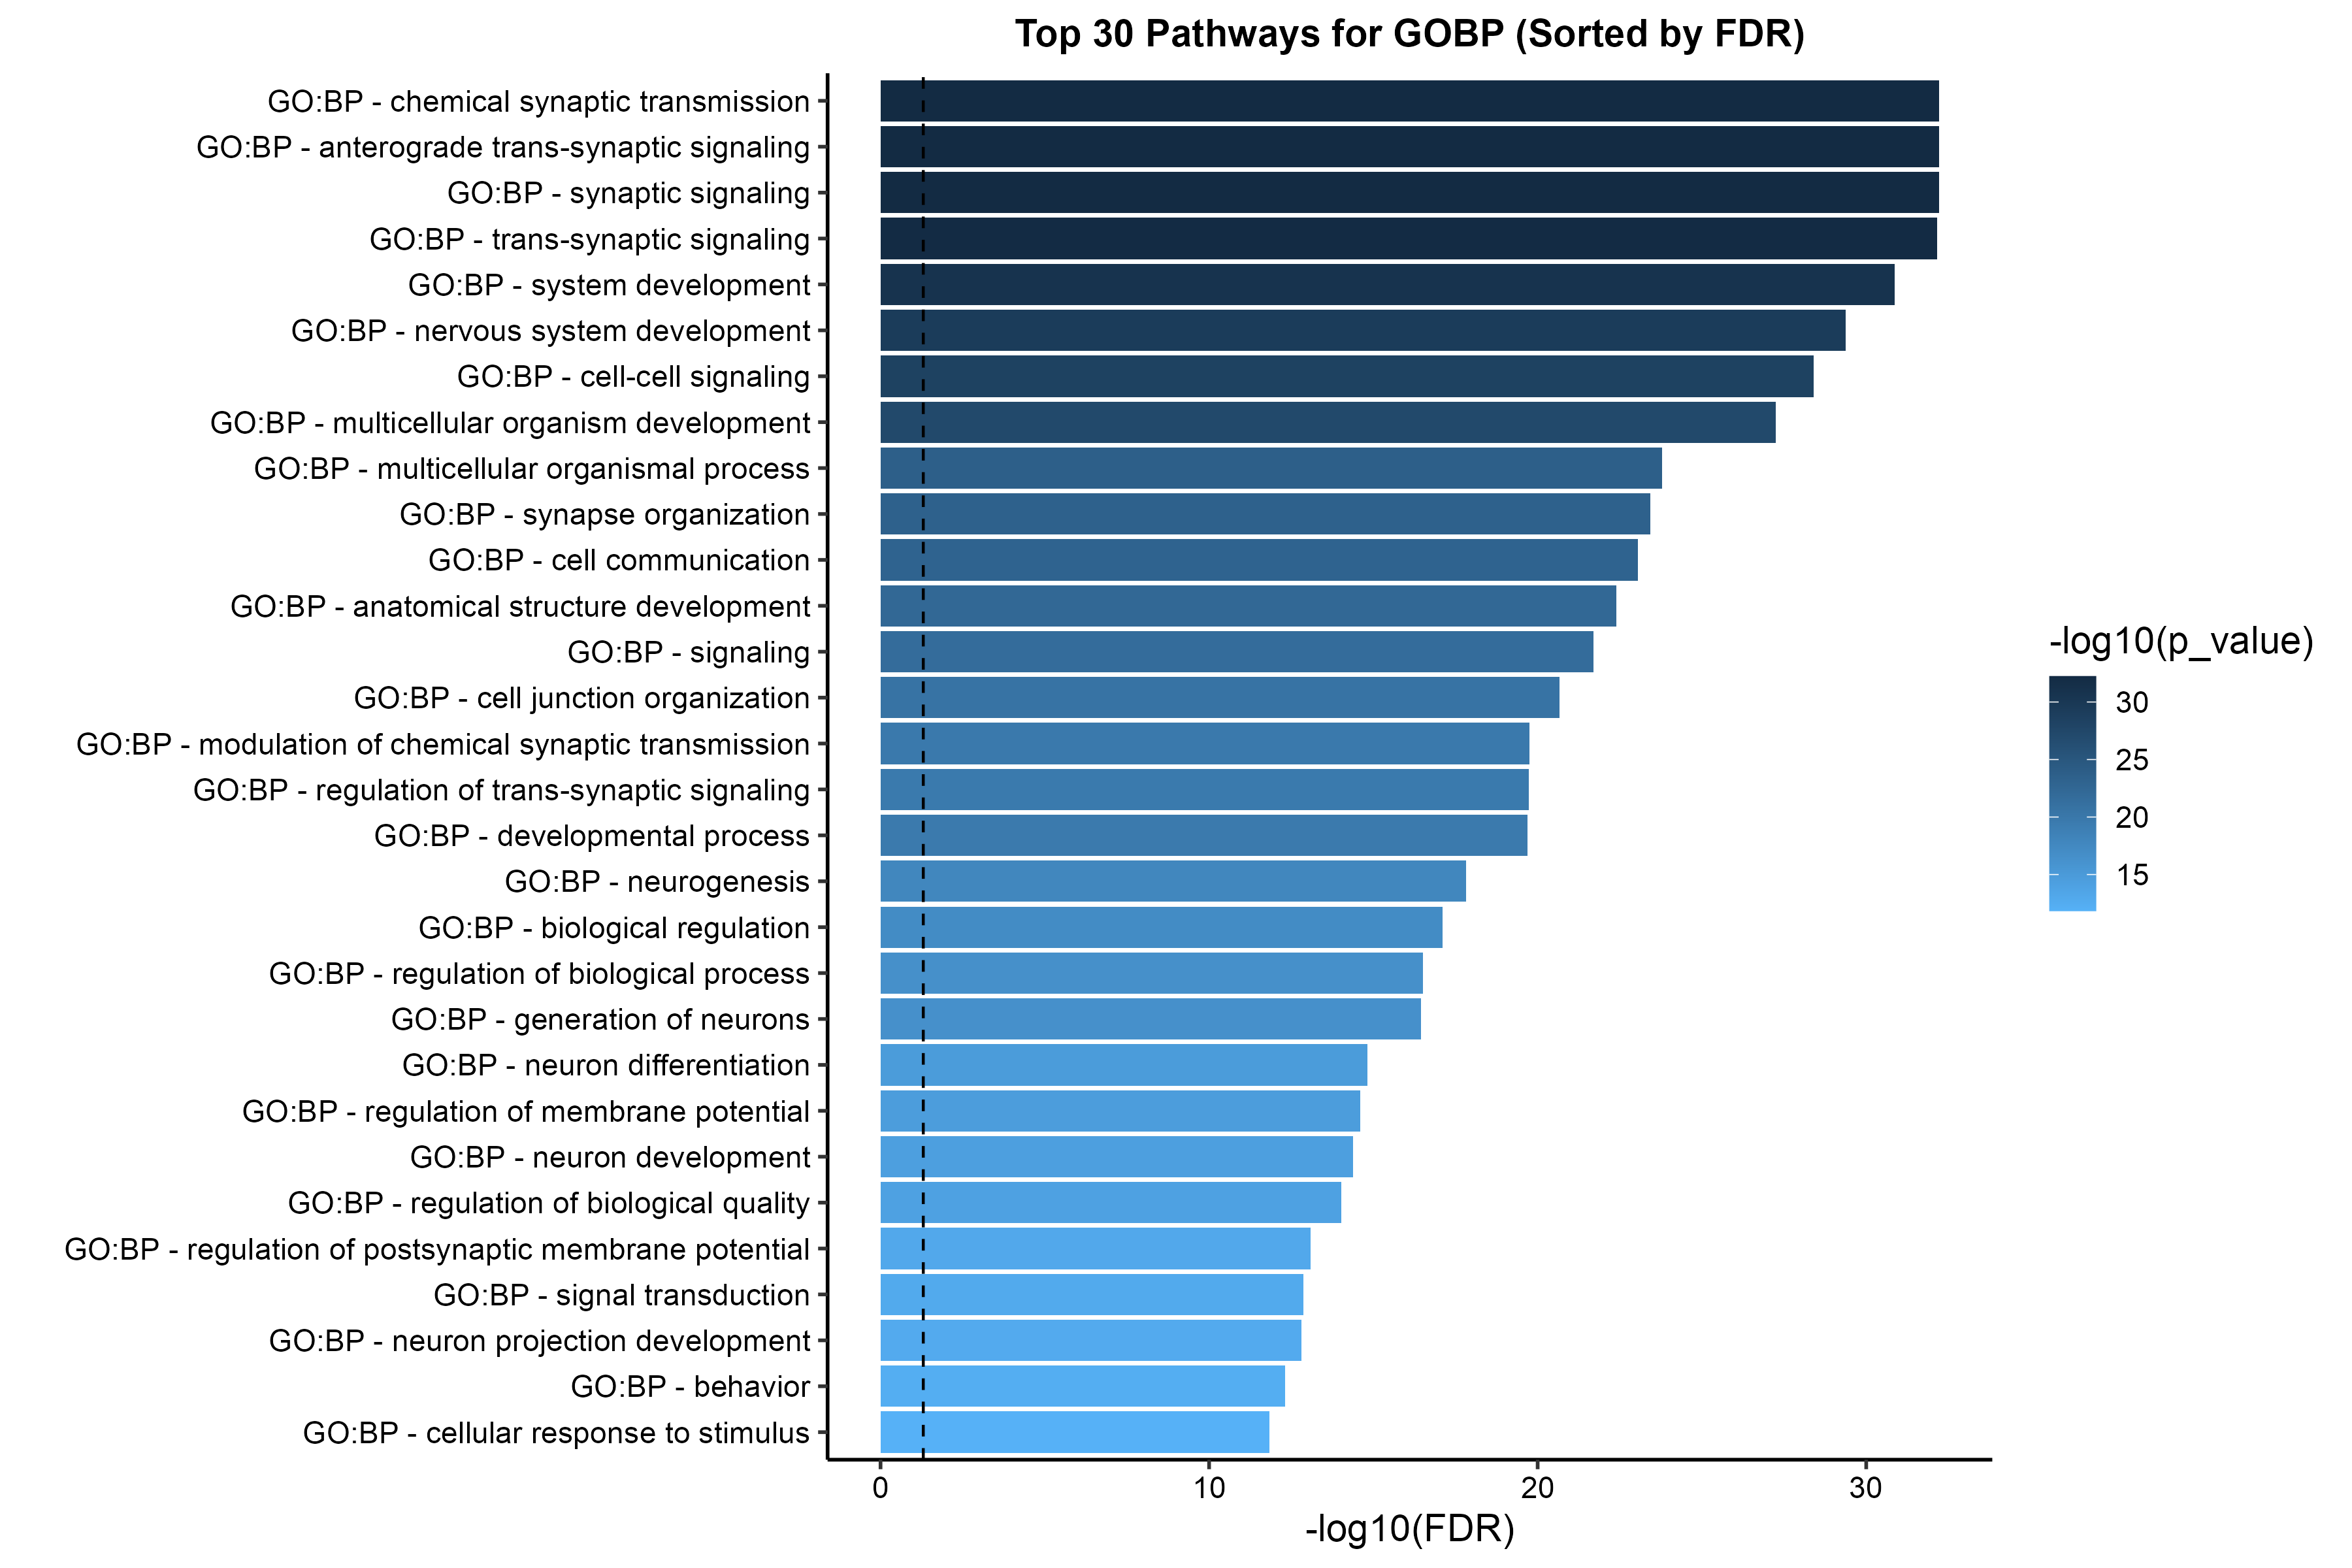 Top 30 Pathways for GOBP (Sorted by FDR)
GO:BP - chemical synaptic transmission
GO:BP - anterograde trans-synaptic signaling
GO:BP - synaptic signaling
GO:BP - trans-synaptic signaling
GO:BP - system development
GO:BP - nervous system development
GO:BP - cell-cell signaling
GO:BP - multicellular organism development
GO:BP - multicellular organismal process
GO:BP - synapse organization
GO:BP - cell communication
GO:BP - anatomical structure development
GO:BP - signaling
GO:BP - cell junction organization
GO:BP - modulation of chemical synaptic transmission
GO:BP - regulation of trans-synaptic signaling
GO:BP - developmental process
GO:BP - neurogenesis
GO:BP - biological regulation
GO:BP - regulation of biological process
GO:BP - generation of neurons
GO:BP - neuron differentiation
GO:BP - regulation of membrane potential
GO:BP - neuron development
GO:BP - regulation of biological quality
GO:BP - regulation of postsynaptic membrane potential
GO:BP - signal transduction
GO:BP - neuron projection development
GO:BP - behavior
GO:BP - cellular response to stimulus
0 10 20 30
-log10(FDR)
-log10(p_value)
30
25
20
15